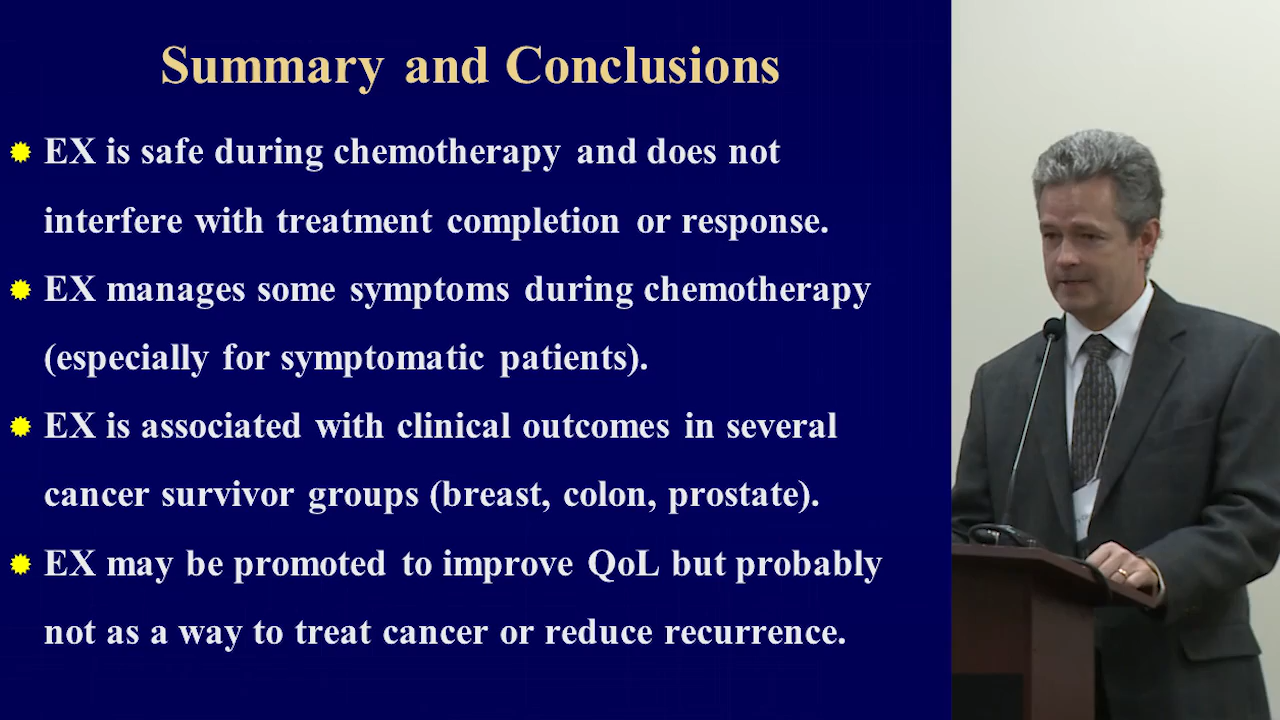 Summary and Conclusions
EX is safe during chemotherapy and does not
interfere with treatment completion or response.
EX manages some symptoms during chemotherapy
(especially for symptomatic patients).
EX is associated with clinical outcomes in several
cancer survivor groups (breast, colon, prostate).
EX may be promoted to improve QoL but probably
not as a way to treat cancer or reduce recurrence.